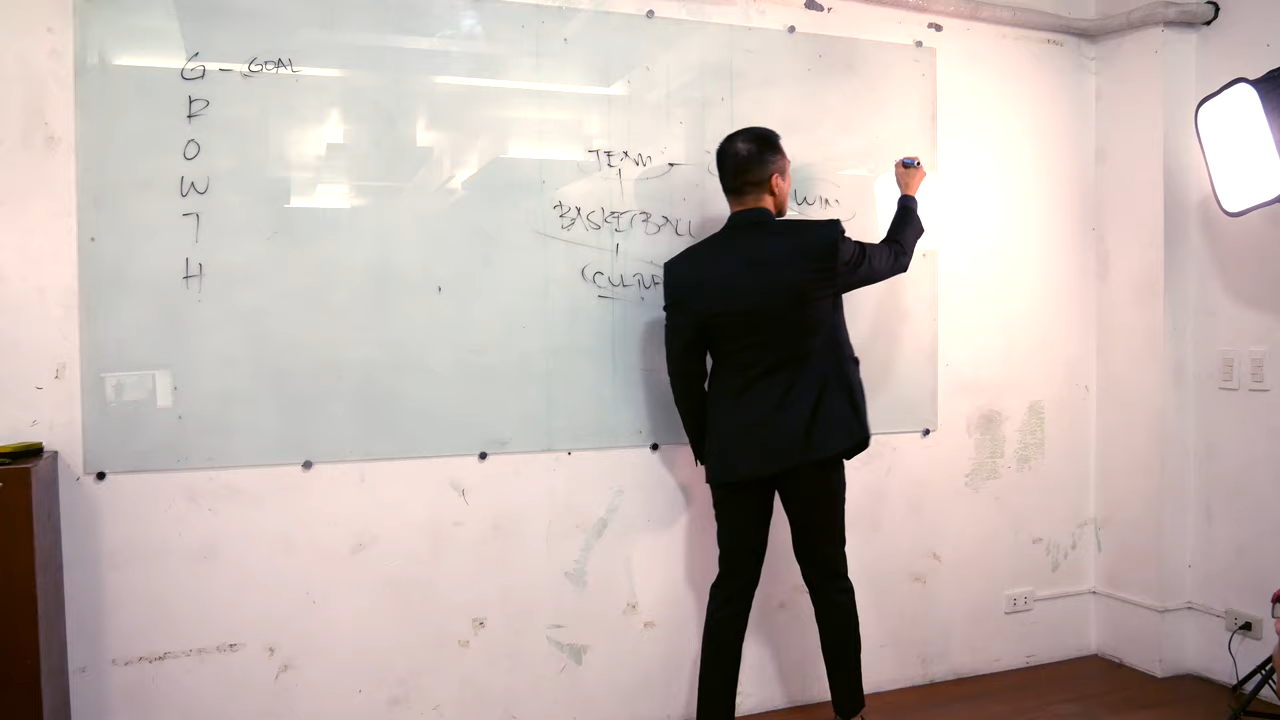 G - GOAL
R
O
W
T
H
TEAM -
WIN
BASKETBALL